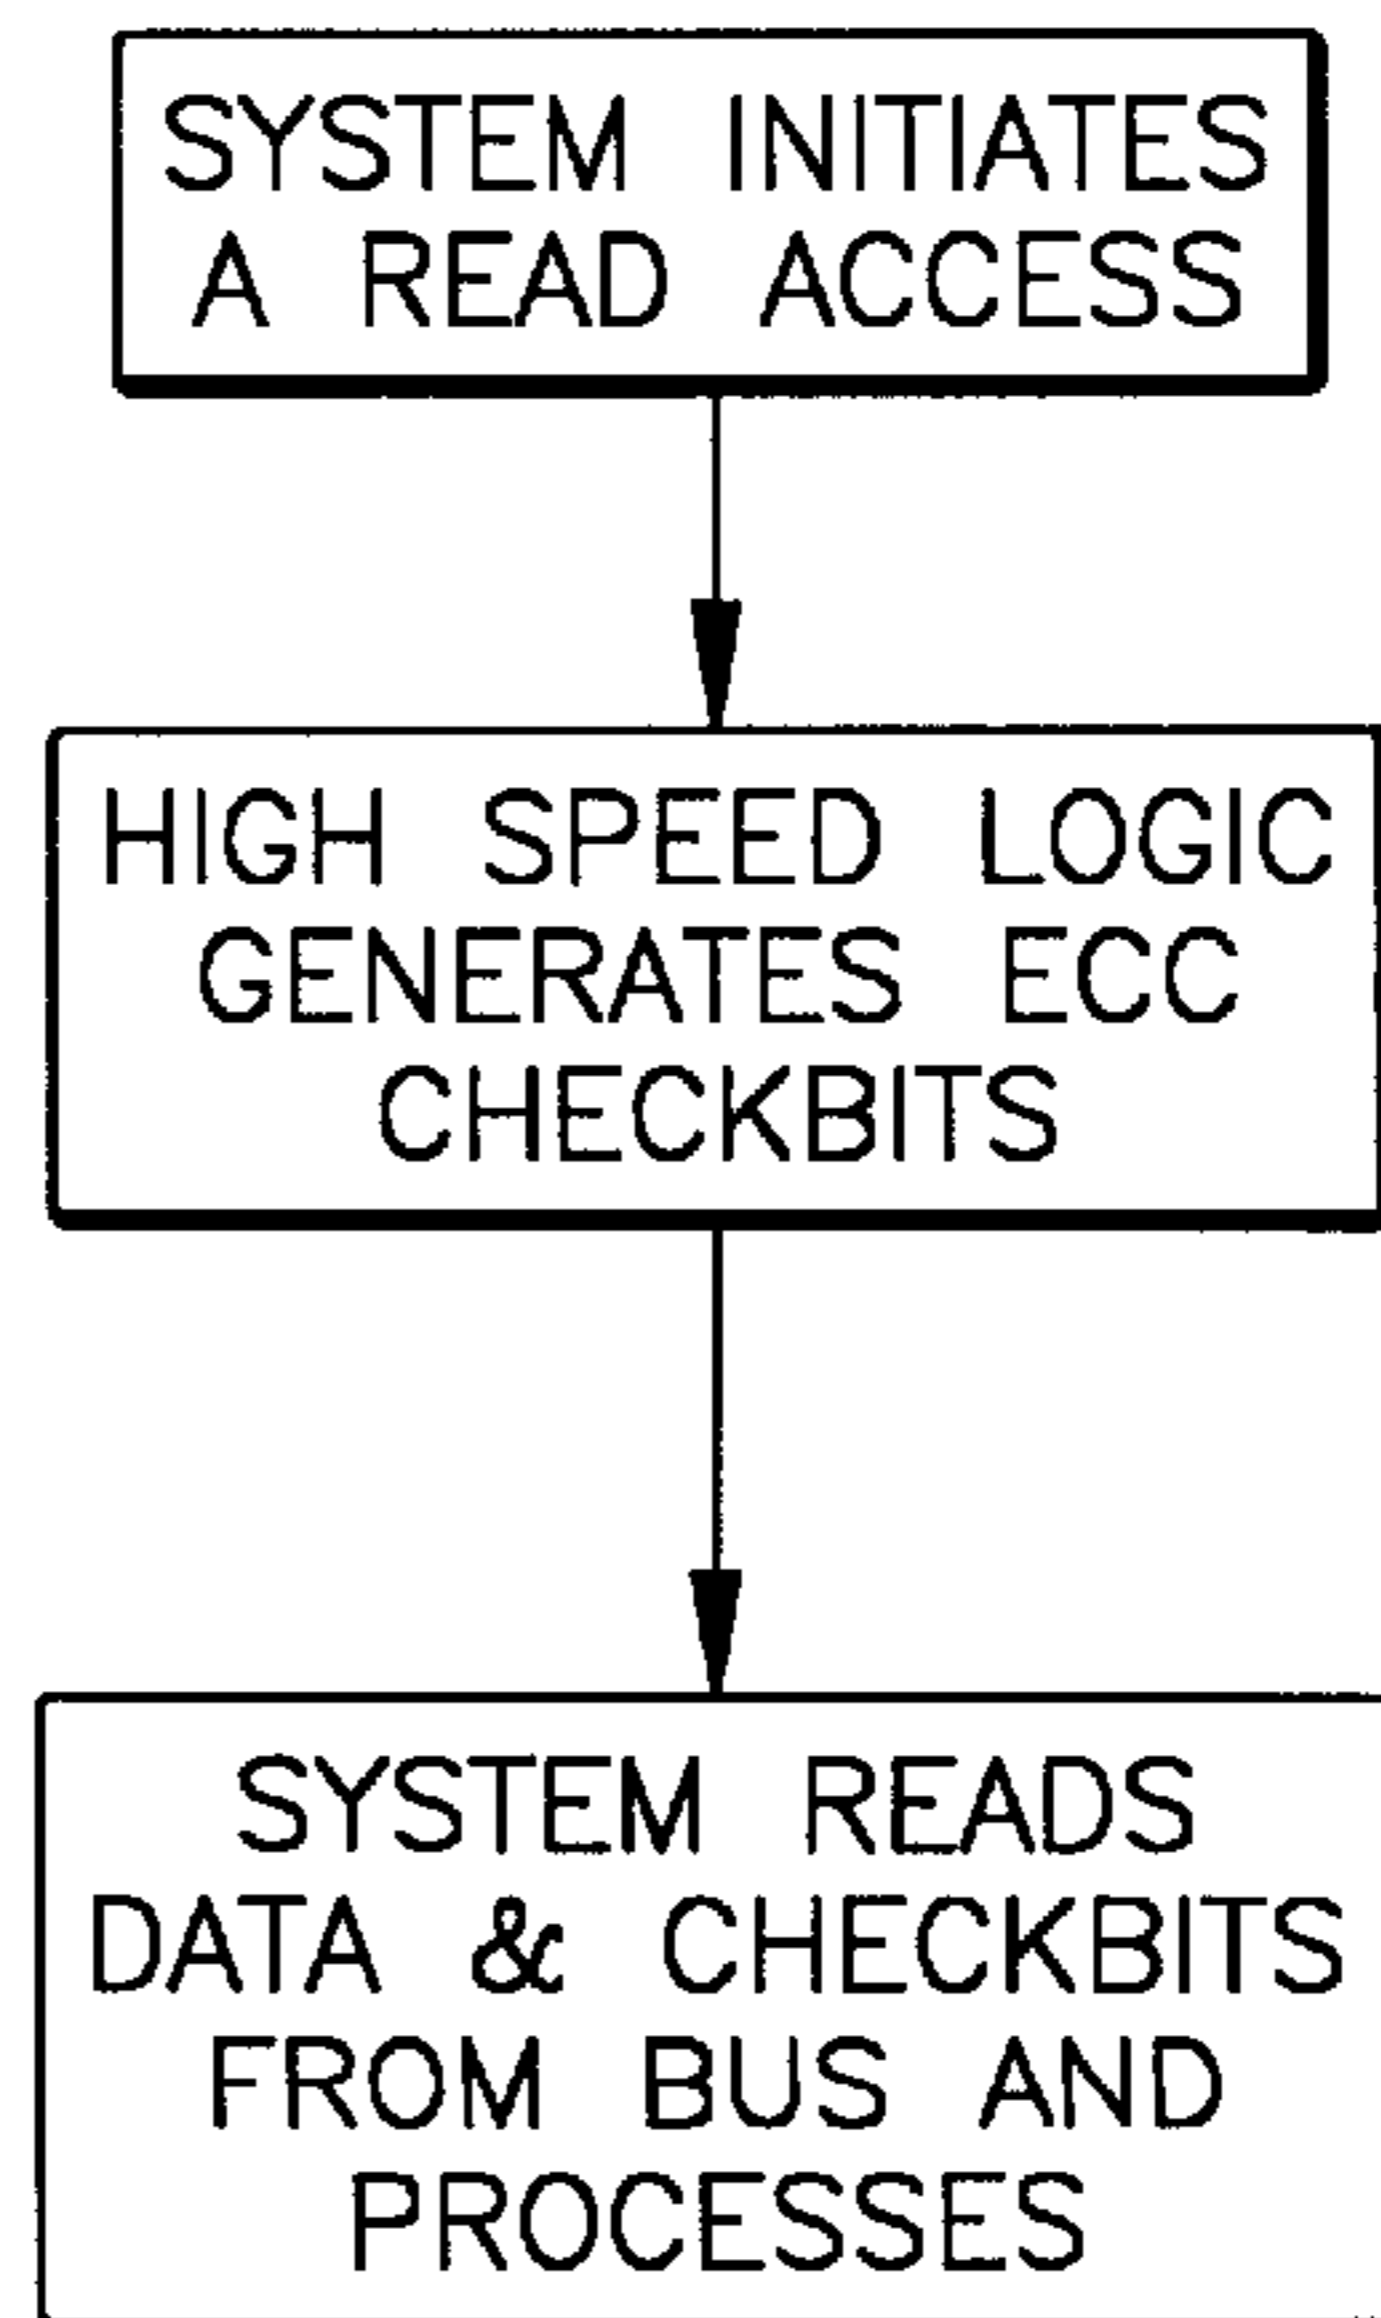 SYSTEM INITIATES
A READ ACCESS
HIGH SPEED LOGIC
GENERATES ECC
CHECKBITS
SYSTEM READS
DATA & CHECKBITS
FROM BUS AND
PROCESSES